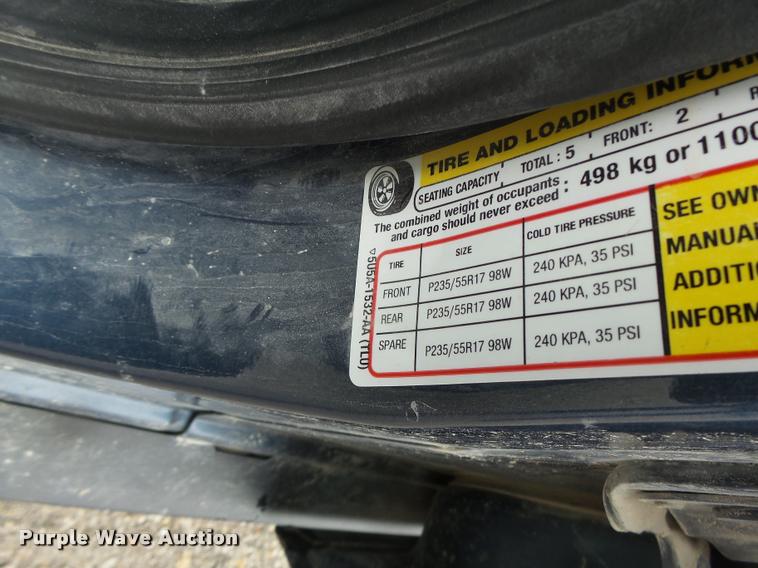 TIRE AND LOADING INFORM
SEATING CAPACITY TOTAL : 5 FRONT: 2 R
The combined weight of occupants : 498 kg or 1100
and cargo should never exceed
TIRE SIZE COLD TIRE PRESSURE SEE OWN
FRONT P235/55R17 98W 240 KPA, 35 PSI MANUAL
REAR P235/55R17 98W 240 KPA, 35 PSI ADDITIO
SPARE P235/55R17 98W 240 KPA, 35 PSI INFORM
Purple Wave Auction